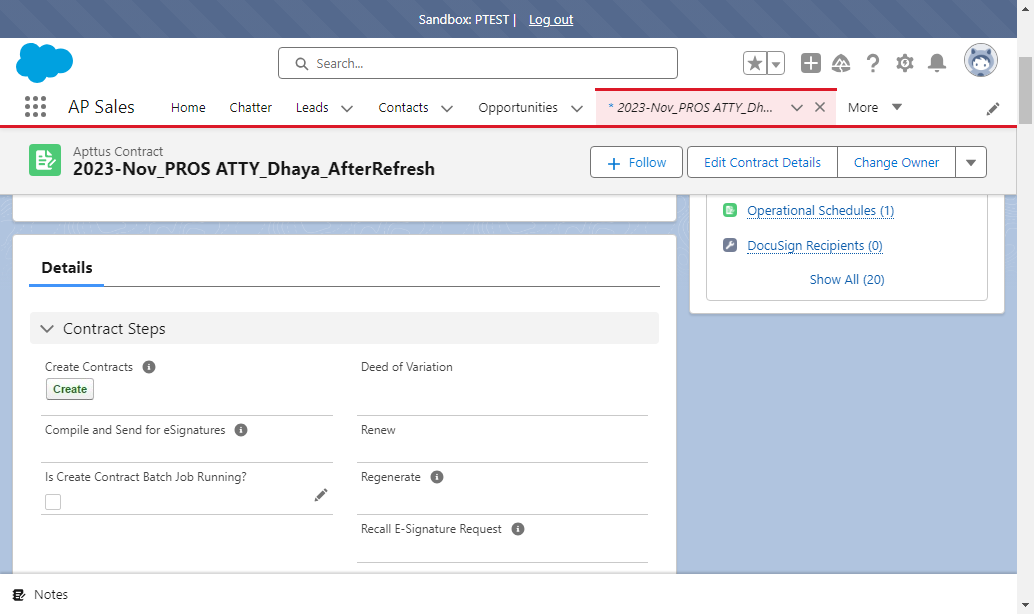 Sandbox: PTEST | Log out
Search...
AP Sales
Home
Chatter
Leads
Contacts
Opportunities
* 2023-Nov_PROS ATTY_Dh...
More
Apttus Contract
2023-Nov_PROS ATTY_Dhaya_AfterRefresh
Follow
Edit Contract Details
Change Owner
Operational Schedules (1)
DocuSign Recipients (0)
Show All (20)
Details
Contract Steps
Create Contracts
Create
Deed of Variation
Compile and Send for eSignatures
Renew
Is Create Contract Batch Job Running?
Regenerate
Recall E-Signature Request
Notes